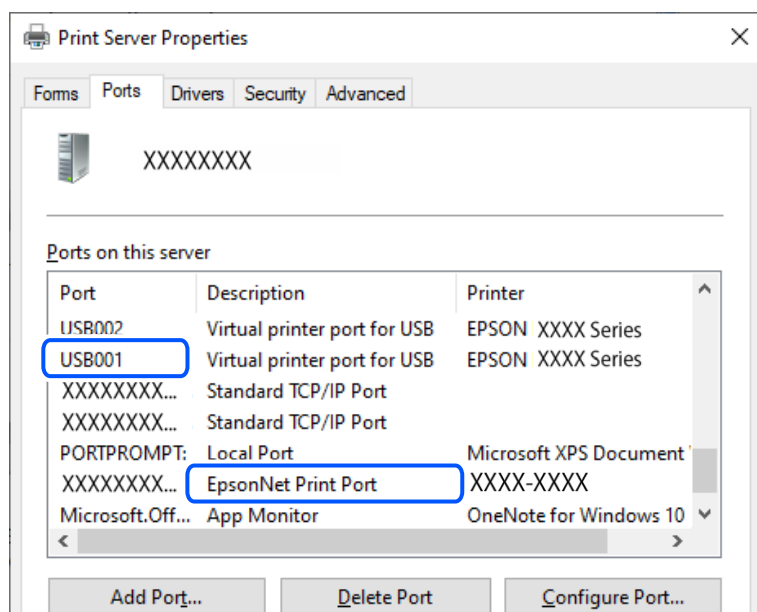 Print Server Properties
Forms Ports Drivers Security Advanced
XXXXXXXX
Ports on this server
Port Description Printer
USB002 Virtual printer port for USB EPSON XXXX Series
USB001 Virtual printer port for USB EPSON XXXX Series
XXXXXXXX... Standard TCP/IP Port
XXXXXXXX... Standard TCP/IP Port
PORTPROMPT: Local Port Microsoft XPS Document
XXXXXXXX... EpsonNet Print Port XXXX-XXXX
Microsoft.Off... App Monitor OneNote for Windows 10
Add Port... Delete Port Configure Port...